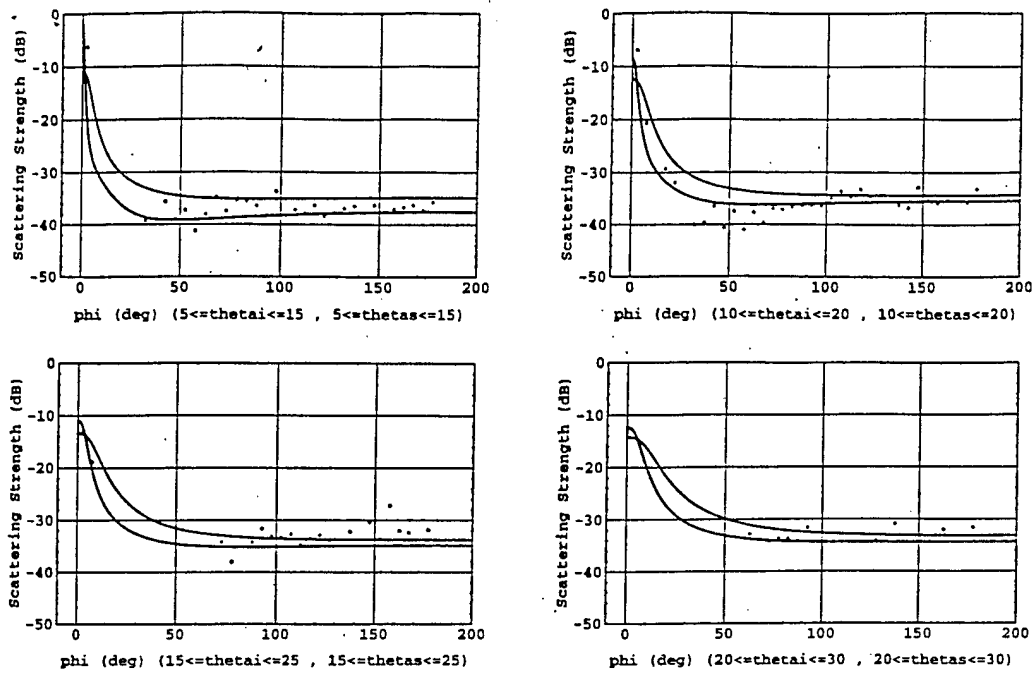 Scattering Strength (dB)
0
-10
-20
-30
-40
-50
0 50 100 150 200
phi (deg) (5<=thetai<=15 , 5<=thetas<=15)
Scattering Strength (dB)
0
-10
-20
-30
-40
-50
0 50 100 150 200
phi (deg) (10<=thetai<=20 , 10<=thetas<=20)
Scattering Strength (dB)
0
-10
-20
-30
-40
-50
0 50 100 150 200
phi (deg) (15<=thetai<=25 , 15<=thetas<=25)
Scattering Strength (dB)
0
-10
-20
-30
-40
-50
0 50 100 150 200
phi (deg) (20<=thetai<=30 , 20<=thetas<=30)